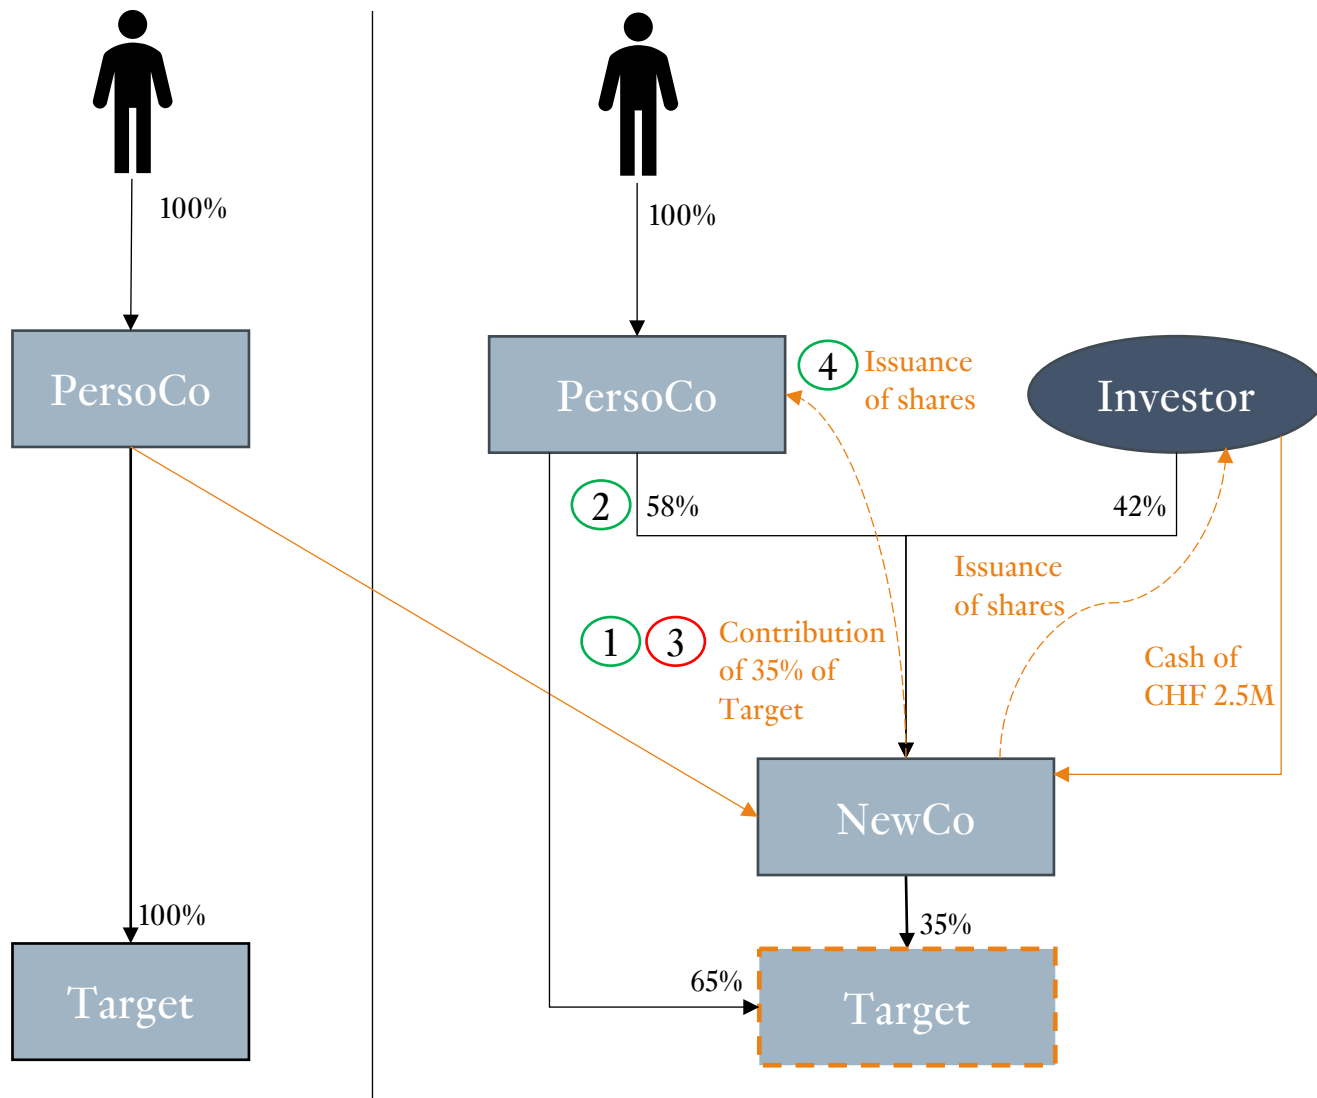 100%
PersoCo
100%
Target
100%
PersoCo
4
Issuance
of shares
Investor
2
58%
42%
Issuance
of shares
1
3
Contribution
of 35% of
Target
Cash of
CHF 2.5M
NewCo
35%
65%
Target